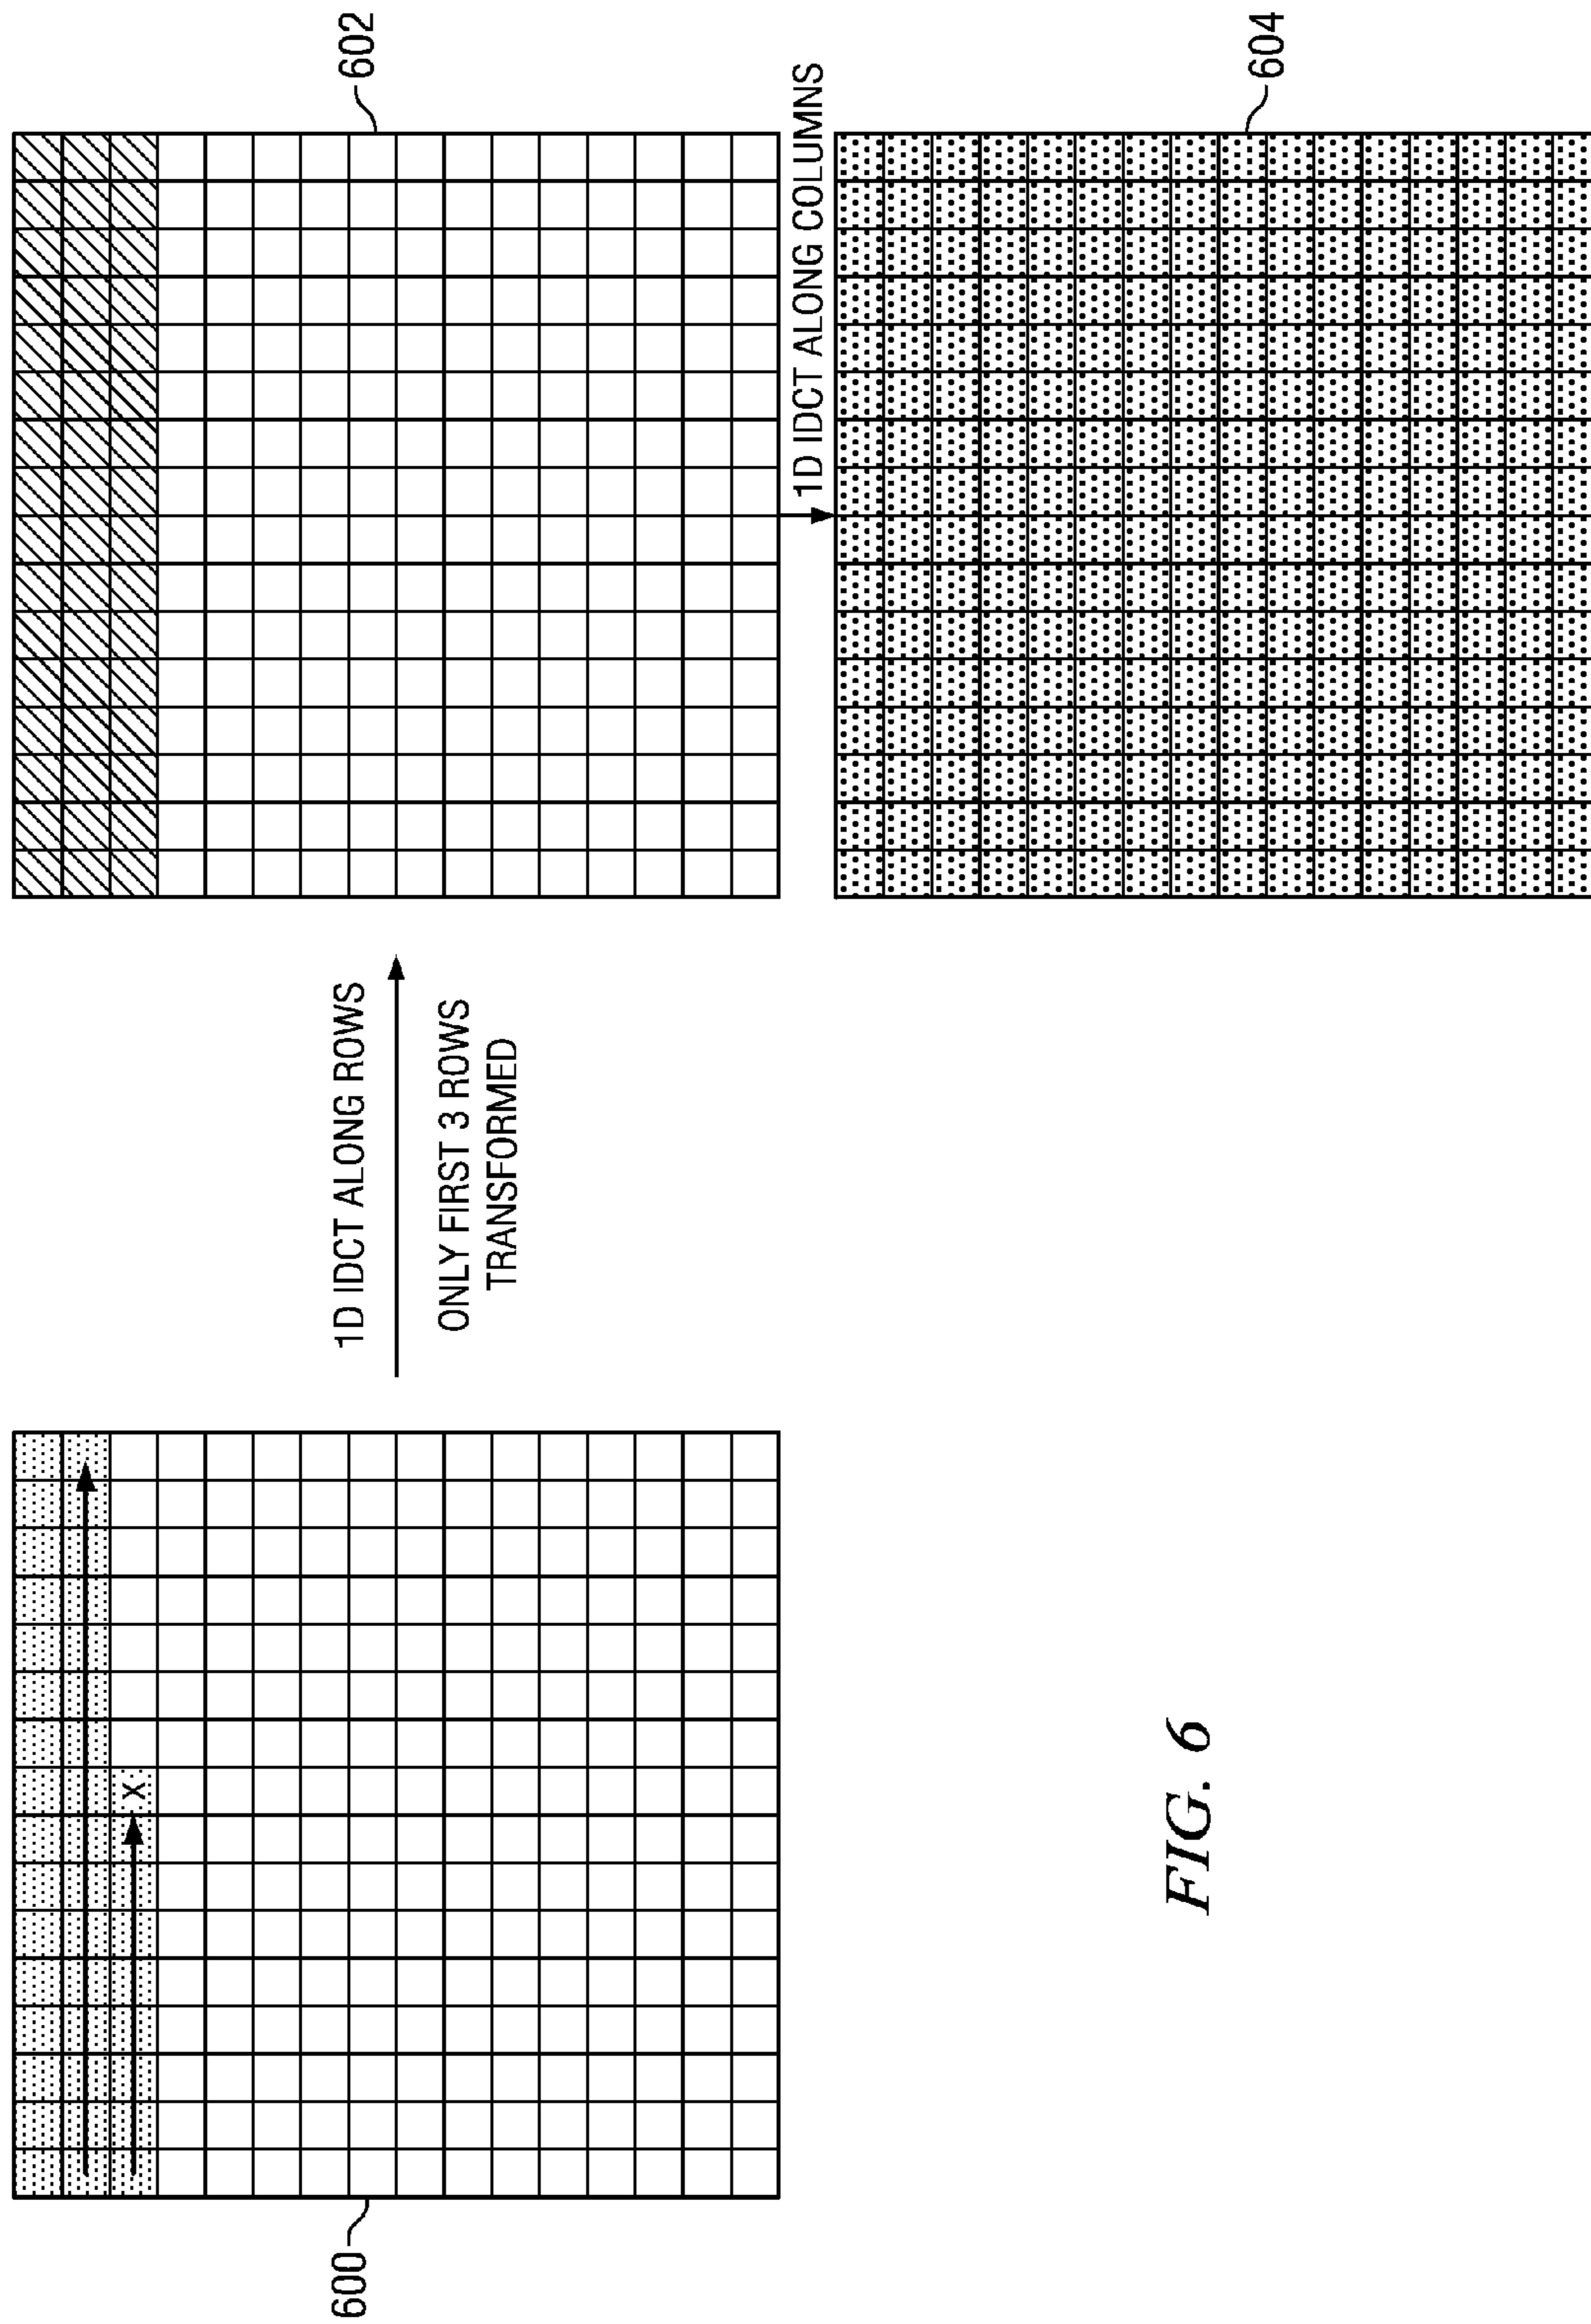 600
X
1D IDCT ALONG ROWS
ONLY FIRST 3 ROWS
TRANSFORMED
602
1D IDCT ALONG COLUMNS
604
FIG. 6